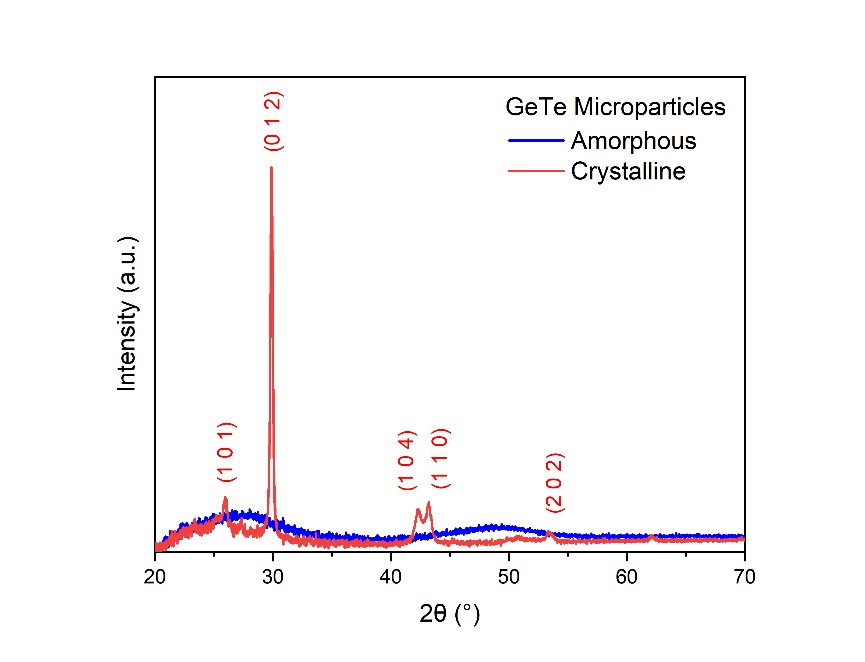 GeTe Microparticles
Amorphous
Crystalline
(0 1 2)
(1 0 1)
(1 0 4)
(1 1 0)
(2 0 2)
Intensity (a.u.)
20 30 40 50 60 70
2θ (°)